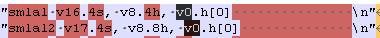 "smlal v16.4s, v8.4h, v0.h[0] \n"
"smlal2 v17.4s, v8.8h, v0.h[0] \n"